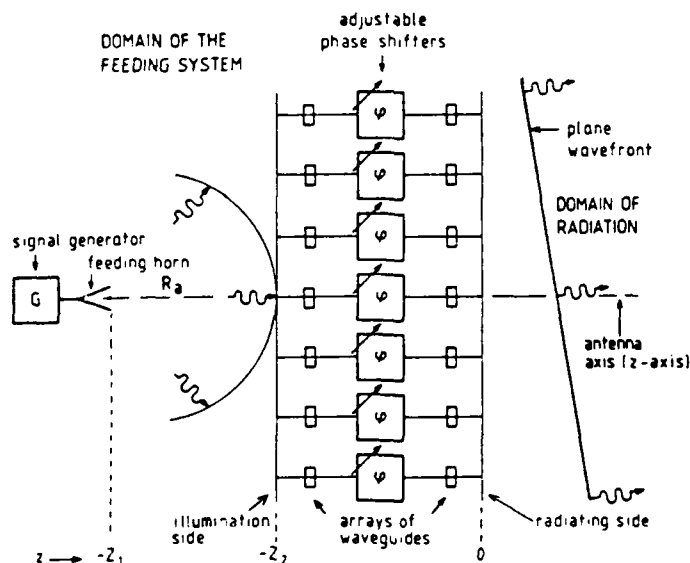 DOMAIN OF THE
FEEDING SYSTEM
adjustable
phase shifters
φ
φ
φ
φ
φ
φ
φ
plane
wavefront
DOMAIN OF
RADIATION
signal generator
feeding horn
G
Ra
antenna
axis (z-axis)
illumination
side
arrays of
waveguides
radiating side
z
-Z1
-Z2
0